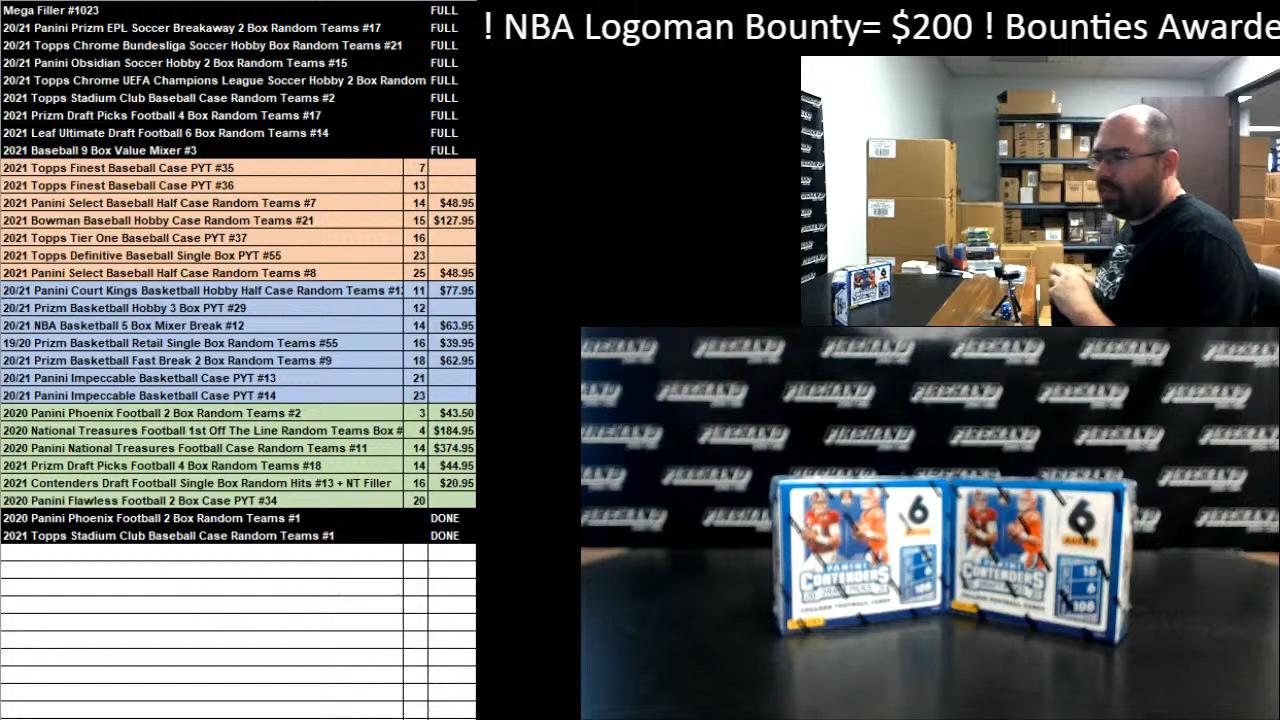 Mega Filler #1023 FULL
20/21 Panini Prizm EPL Soccer Breakaway 2 Box Random Teams #17 FULL
20/21 Topps Chrome Bundesliga Soccer Hobby Box Random Teams #21 FULL
20/21 Panini Obsidian Soccer Hobby 2 Box Random Teams #15 FULL
20/21 Topps Chrome UEFA Champions League Soccer Hobby 2 Box Random FULL
2021 Topps Stadium Club Baseball Case Random Teams #2 FULL
2021 Prizm Draft Picks Football 4 Box Random Teams #17 FULL
2021 Leaf Ultimate Draft Football 6 Box Random Teams #14 FULL
2021 Baseball 9 Box Value Mixer #3 FULL
2021 Topps Finest Baseball Case PYT #35 7
2021 Topps Finest Baseball Case PYT #36 13
2021 Panini Select Baseball Half Case Random Teams #7 14 $48.95
2021 Bowman Baseball Hobby Case Random Teams #21 15 $127.95
2021 Topps Tier One Baseball Case PYT #37 16
2021 Topps Definitive Baseball Single Box PYT #55 23
2021 Panini Select Baseball Half Case Random Teams #8 25 $48.95
20/21 Panini Court Kings Basketball Hobby Half Case Random Teams 11 $77.95
20/21 Prizm Basketball Hobby 3 Box PYT #29 12
20/21 NBA Basketball 5 Box Mixer Break #12 14 $63.95
19/20 Prizm Basketball Retail Single Box Random Teams #55 16 $39.95
20/21 Prizm Basketball Fast Break 2 Box Random Teams #9 18 $62.95
20/21 Panini Impeccable Basketball Case PYT #13 21
20/21 Panini Impeccable Basketball Case PYT #14 23
2020 Panini Phoenix Football 2 Box Random Teams #2 3 $43.50
2020 National Treasures Football 1st Off The Line Random Teams Box # 4 $184.95
2020 Panini National Treasures Football Case Random Teams #11 14 $374.95
2021 Prizm Draft Picks Football 4 Box Random Teams #18 14 $44.95
2021 Contenders Draft Football Single Box Random Hits #13 + NT Filler 16 $20.95
2020 Panini Flawless Football 2 Box Case PYT #34 20
2020 Panini Phoenix Football 2 Box Random Teams #1 DONE
2021 Topps Stadium Club Baseball Case Random Teams #1 DONE
! NBA Logoman Bounty= $200 ! Bounties Awarde
6
PANINI
CONTENDERS
DRAFT PICKS
COLLEGE FOOTBALL CARDS
6
AUTOS
PANINI
CONTENDERS
18
6
108